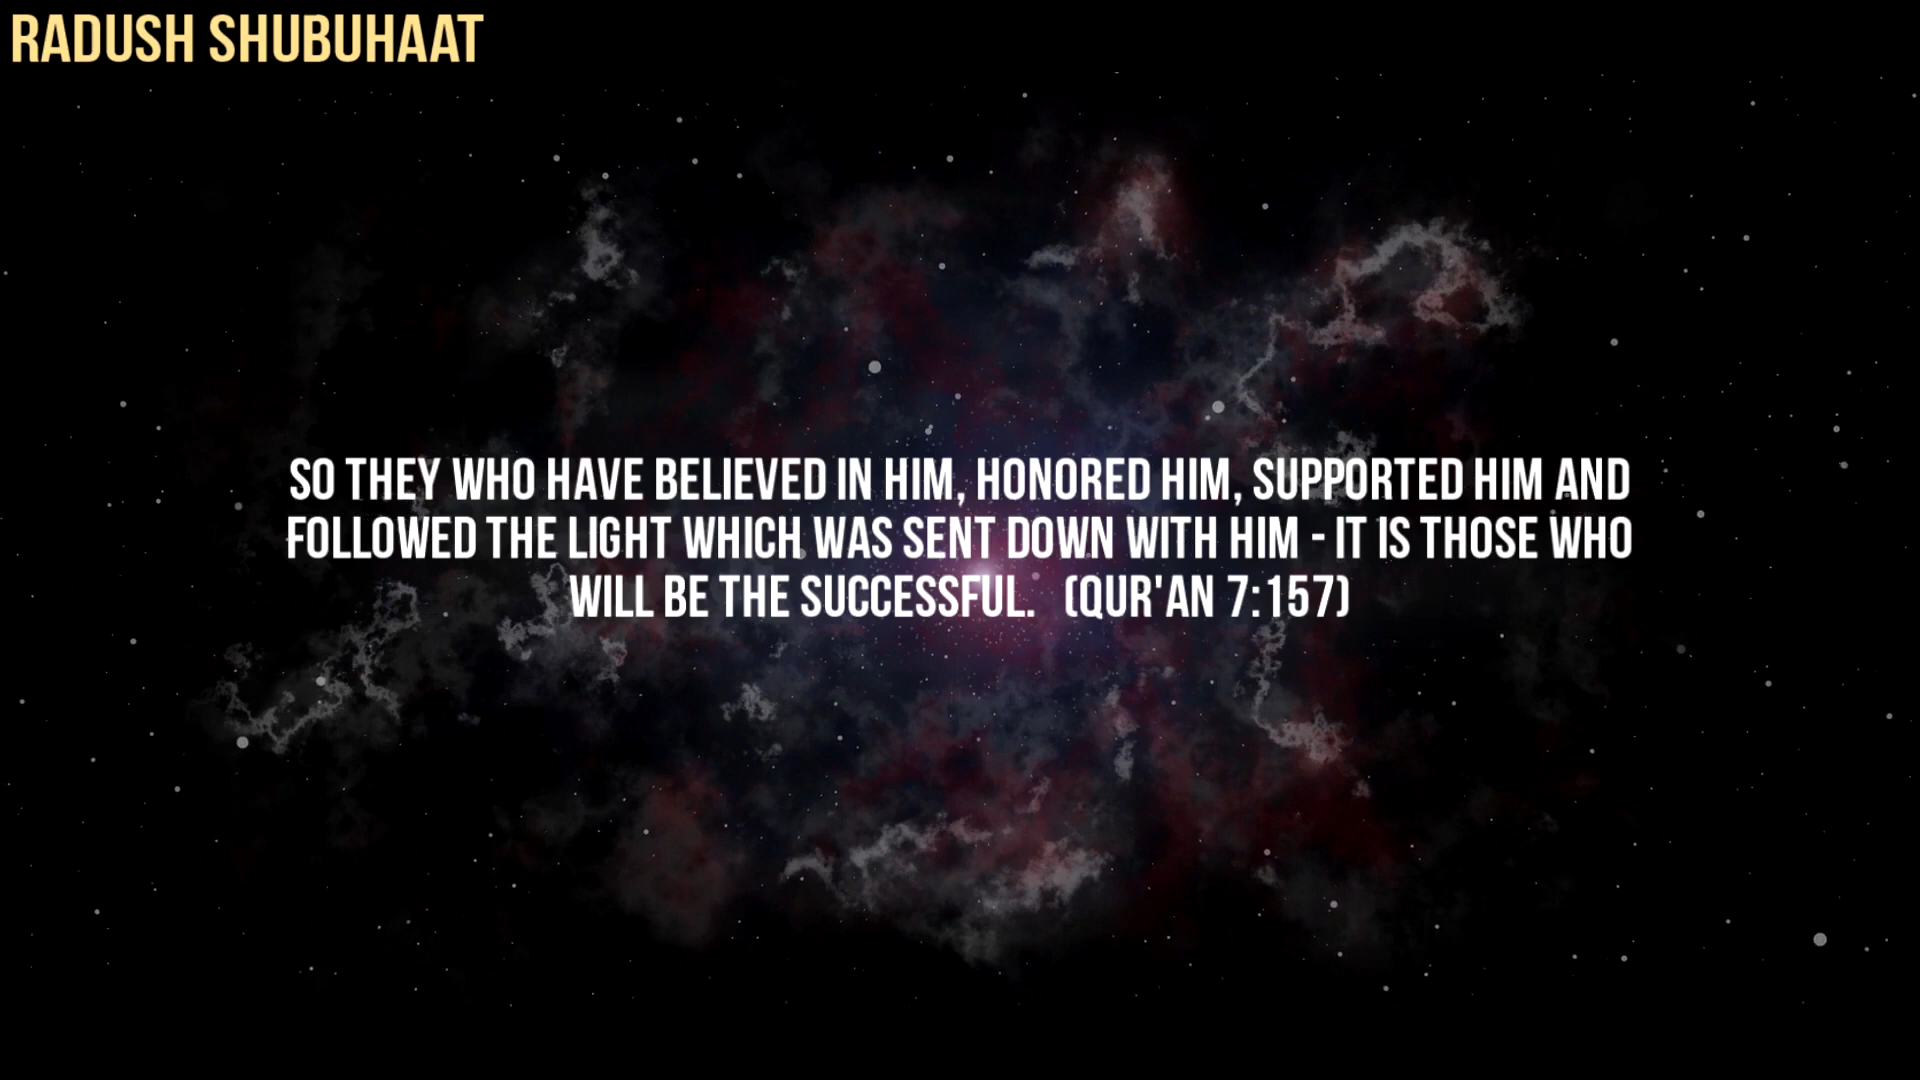 RADUSH SHUBUHAAT
SO THEY WHO HAVE BELIEVED IN HIM, HONORED HIM, SUPPORTED HIM AND
FOLLOWED THE LIGHT WHICH WAS SENT DOWN WITH HIM - IT IS THOSE WHO
WILL BE THE SUCCESSFUL. (QUR'AN 7:157)